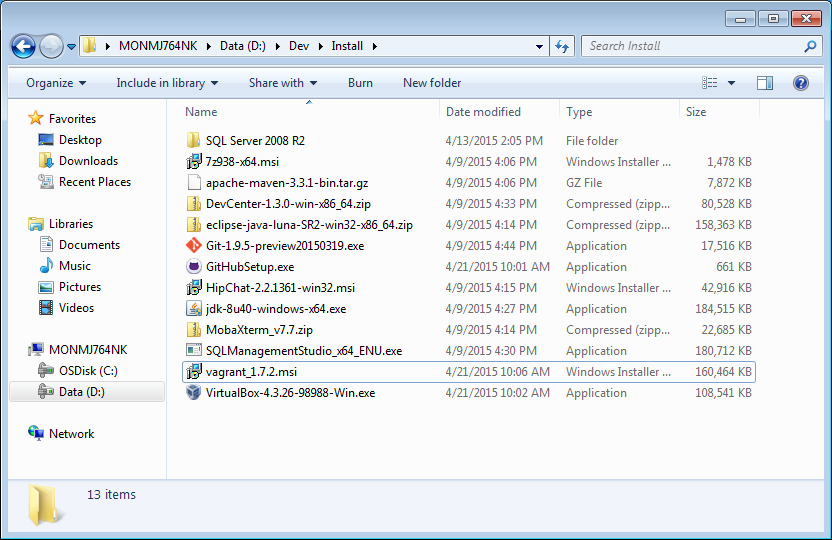 MONMJ764NK Data (D:) Dev Install Search Install
Organize Include in library Share with Burn New folder
Favorites
Desktop
Downloads
Recent Places
Libraries
Documents
Music
Pictures
Videos
MONMJ764NK
OSDisk (C:)
Data (D:)
Network
Name Date modified Type Size
SQL Server 2008 R2 4/13/2015 2:05 PM File folder
7z938-x64.msi 4/9/2015 4:06 PM Windows Installer ... 1,478 KB
apache-maven-3.3.1-bin.tar.gz 4/9/2015 4:06 PM GZ File 7,872 KB
DevCenter-1.3.0-win-x86_64.zip 4/9/2015 4:33 PM Compressed (zipp... 80,528 KB
eclipse-java-luna-SR2-win32-x86_64.zip 4/9/2015 4:14 PM Compressed (zipp... 158,363 KB
Git-1.9.5-preview20150319.exe 4/9/2015 4:44 PM Application 17,516 KB
GitHubSetup.exe 4/21/2015 10:01 AM Application 661 KB
HipChat-2.2.1361-win32.msi 4/9/2015 4:15 PM Windows Installer ... 42,916 KB
jdk-8u40-windows-x64.exe 4/9/2015 4:27 PM Application 184,515 KB
MobaXterm_v7.7.zip 4/9/2015 4:14 PM Compressed (zipp... 22,685 KB
SQLManagementStudio_x64_ENU.exe 4/9/2015 4:30 PM Application 180,712 KB
vagrant_1.7.2.msi 4/21/2015 10:06 AM Windows Installer ... 160,464 KB
VirtualBox-4.3.26-98988-Win.exe 4/21/2015 10:02 AM Application 108,541 KB
13 items